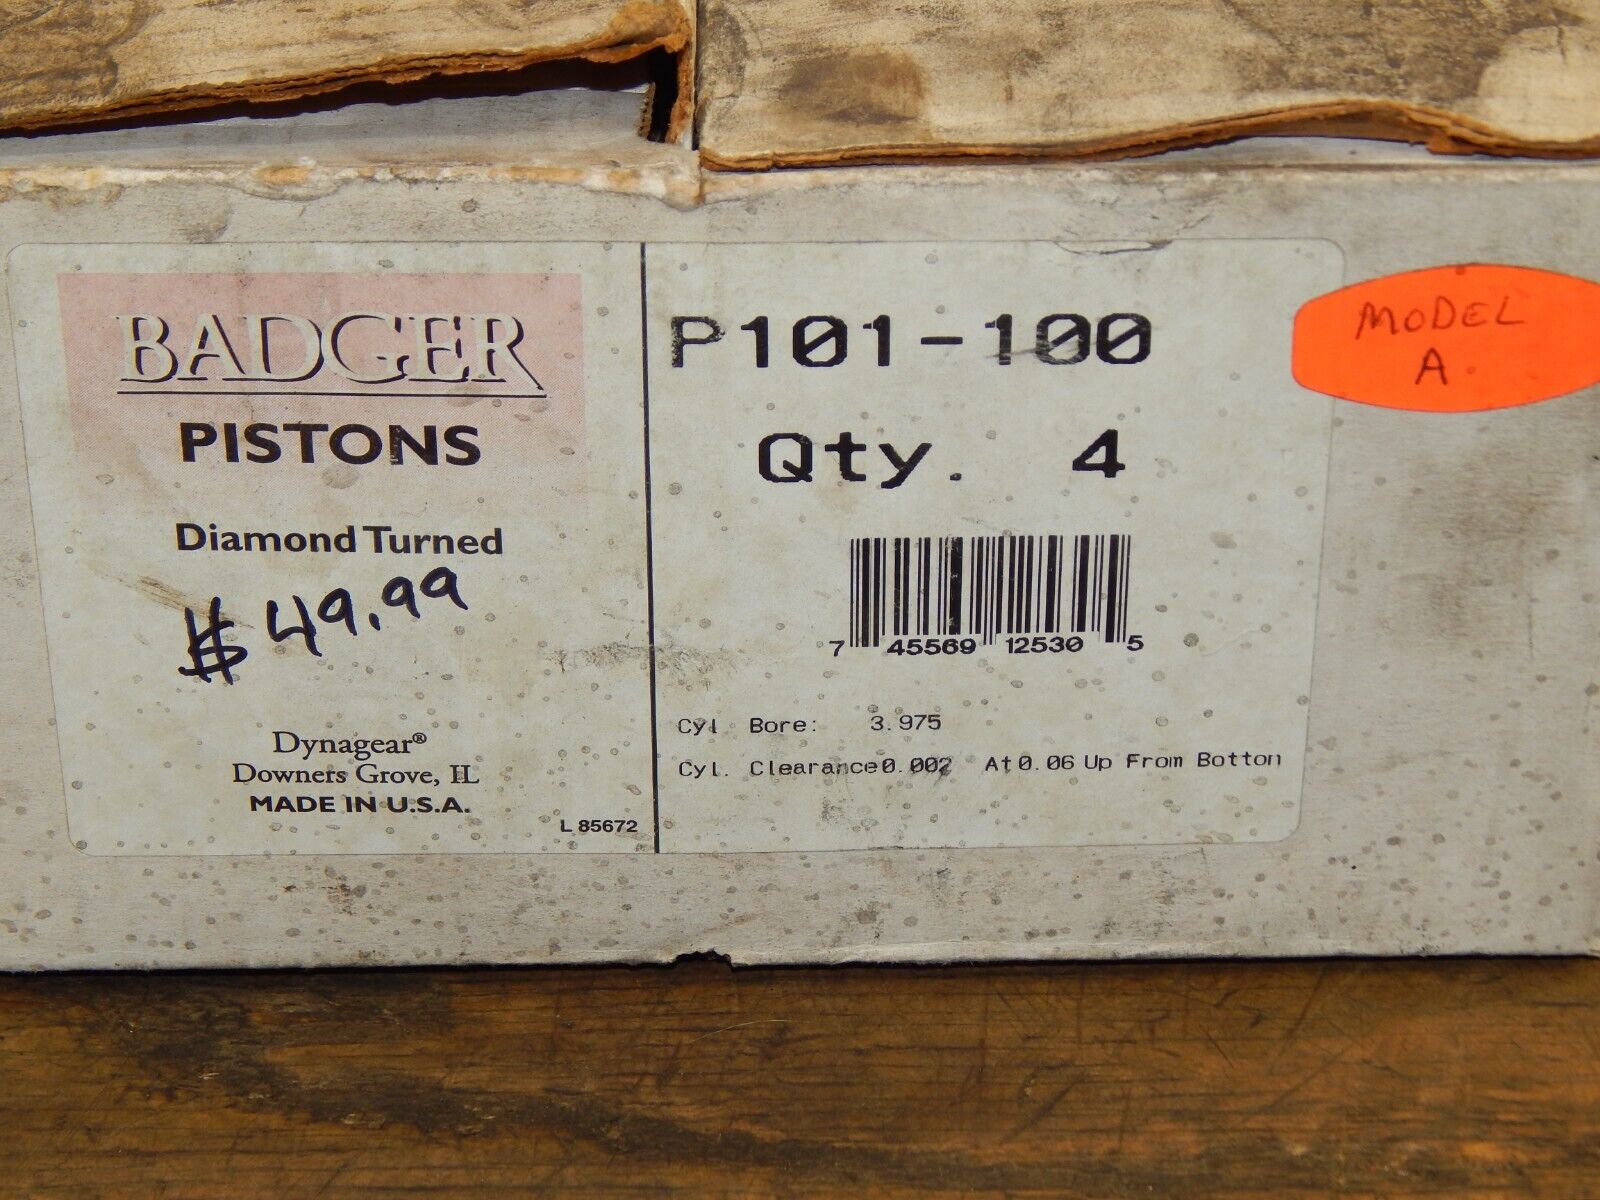 BADGER
PISTONS
Diamond Turned
$ 49.99
Dynagear®
Downers Grove, IL
MADE IN U.S.A.
L 85672
P101-100
Qty. 4
7 45569 12530 5
Cyl Bore: 3.975
Cyl. Clearance0.002 At0.06 Up From Botton
MODEL
A.